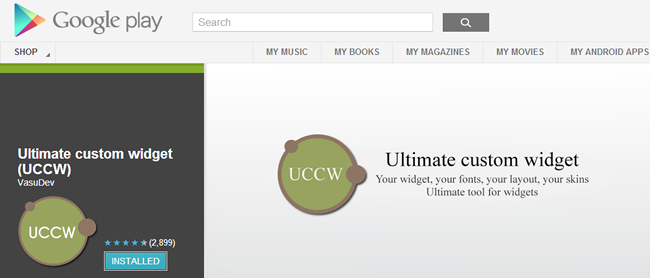 Google play
Search
SHOP
MY MUSIC
MY BOOKS
MY MAGAZINES
MY MOVIES
MY ANDROID APPS
Ultimate custom widget
(UCCW)
VasuDev
UCCW
(2,899)
INSTALLED
UCCW
Ultimate custom widget
Your widget, your fonts, your layout, your skins
Ultimate tool for widgets